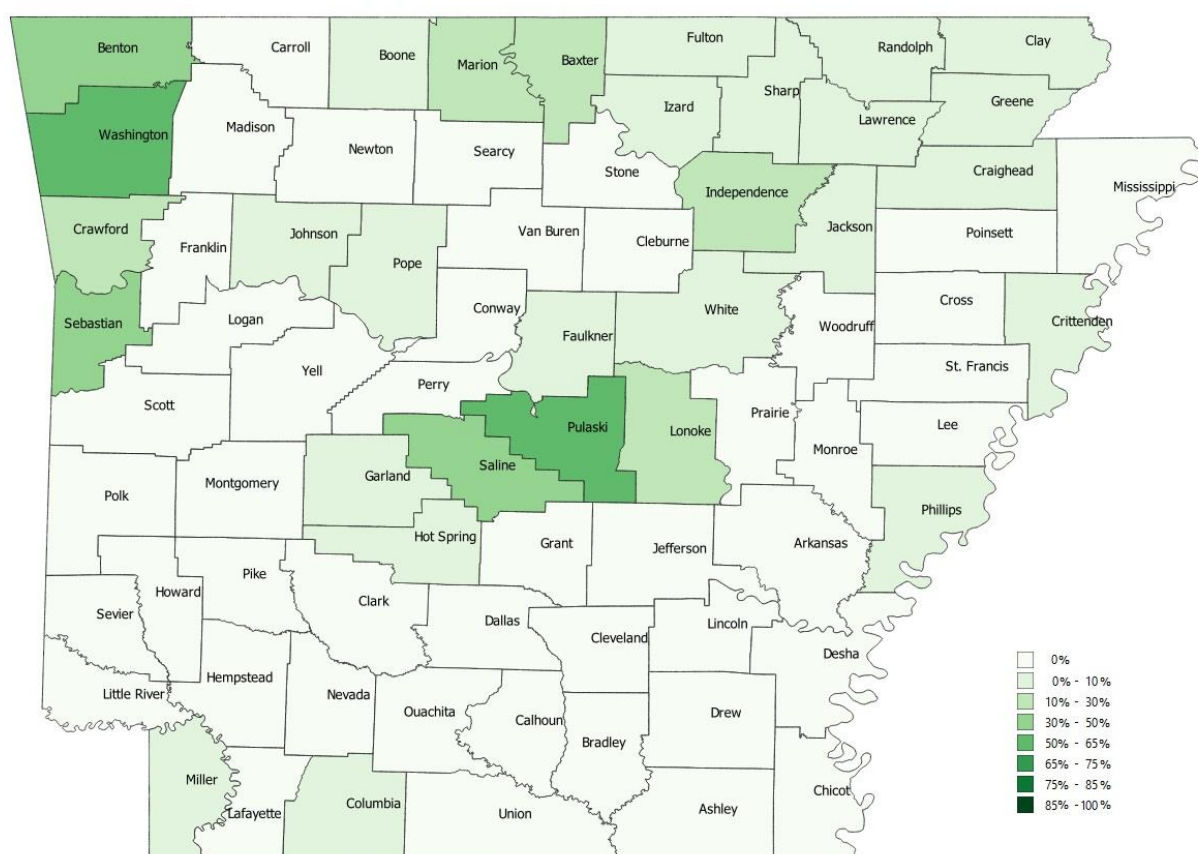 Benton
Carroll
Boone
Marion
Baxter
Fulton
Randolph
Clay
Izard
Sharp
Lawrence
Greene
Washington
Madison
Newton
Searcy
Stone
Independence
Craighead
Mississippi
Crawford
Franklin
Johnson
Pope
Van Buren
Cleburne
Jackson
Poinsett
Sebastian
Logan
Conway
Faulkner
White
Woodruff
Cross
Crittenden
Scott
Yell
Perry
Pulaski
Lonoke
Prairie
Monroe
St. Francis
Lee
Polk
Montgomery
Garland
Saline
Hot Spring
Grant
Jefferson
Arkansas
Phillips
Sevier
Howard
Pike
Clark
Dallas
Cleveland
Lincoln
Desha
Little River
Hempstead
Nevada
Ouachita
Calhoun
Bradley
Drew
Miller
Lafayette
Columbia
Union
Ashley
Chicot
0%
0% - 10%
10% - 30%
30% - 50%
50% - 65%
65% - 75%
75% - 85%
85% - 100%